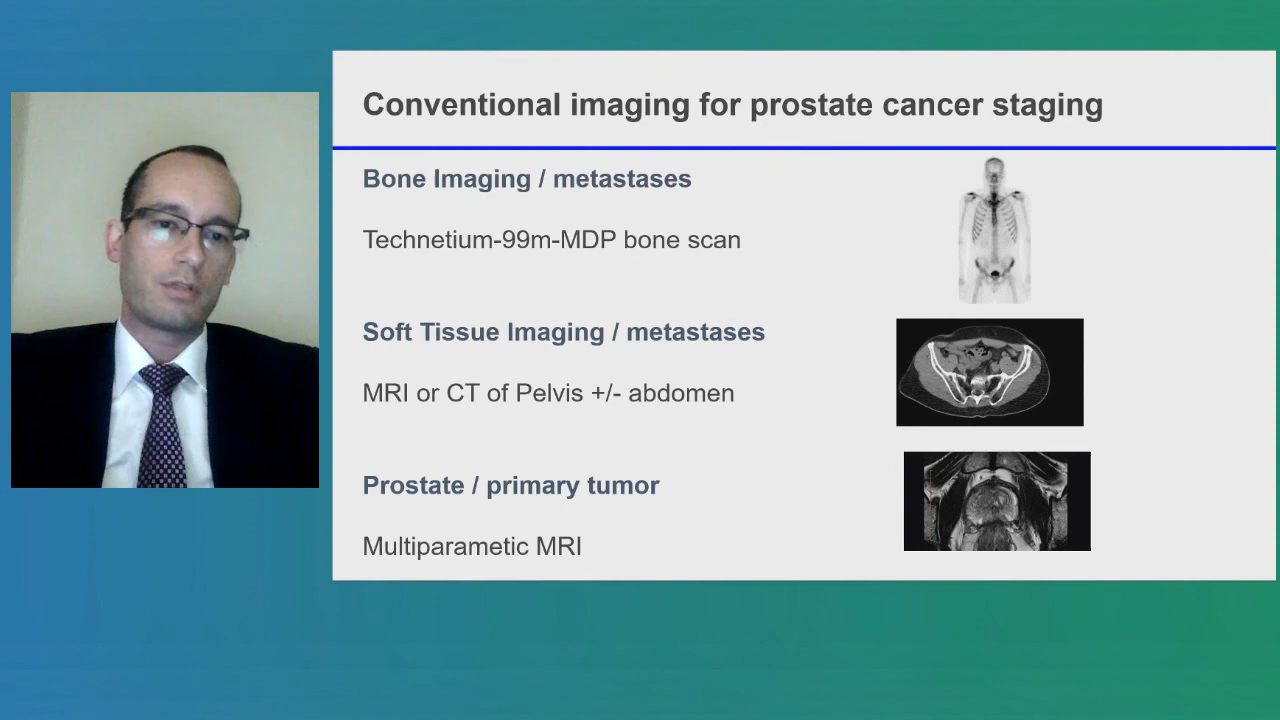 Conventional imaging for prostate cancer staging
Bone Imaging / metastases
Technetium-99m-MDP bone scan
Soft Tissue Imaging / metastases
MRI or CT of Pelvis +/- abdomen
Prostate / primary tumor
Multiparametic MRI